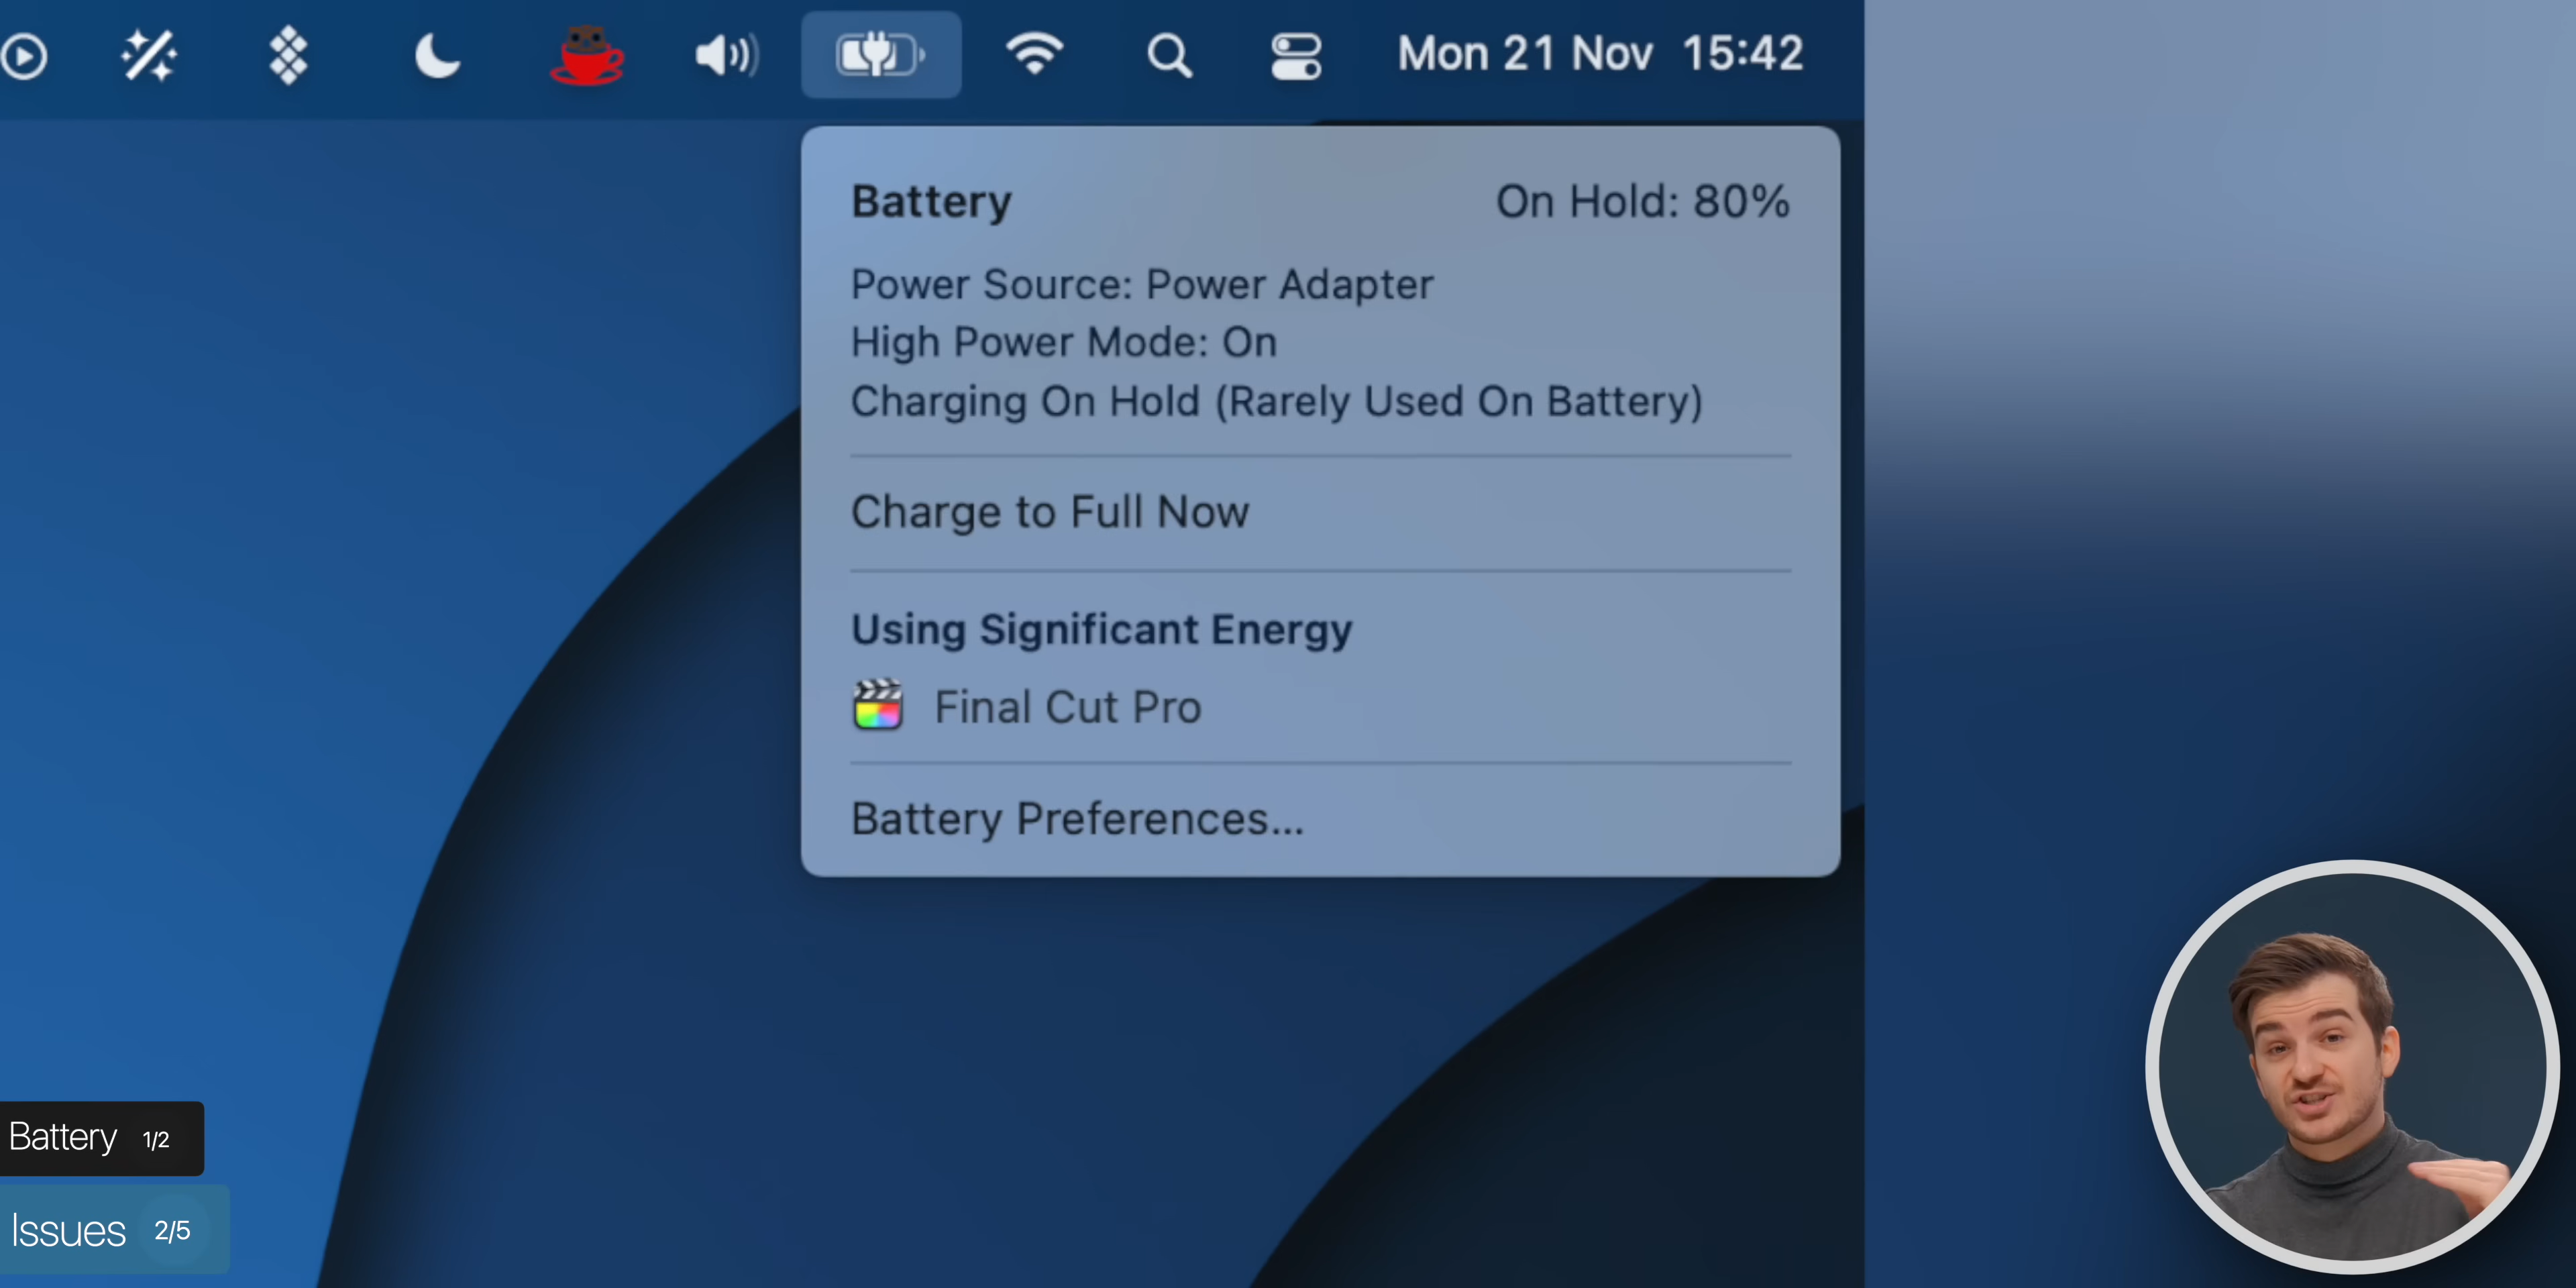 Mon 21 Nov 15:42
Battery On Hold: 80%
Power Source: Power Adapter
High Power Mode: On
Charging On Hold (Rarely Used On Battery)
Charge to Full Now
Using Significant Energy
Final Cut Pro
Battery Preferences...
Battery 1/2
Issues 2/5